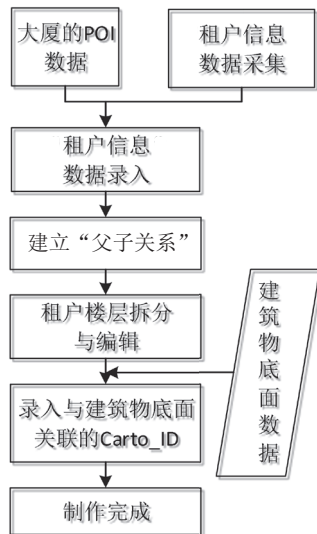 大厦的POI
数据
租户信息
数据采集
租户信息
数据录入
建立“父子关系”
租户楼层拆分
与编辑
建筑物底面数据
录入与建筑物底面
关联的Carto_ID
制作完成